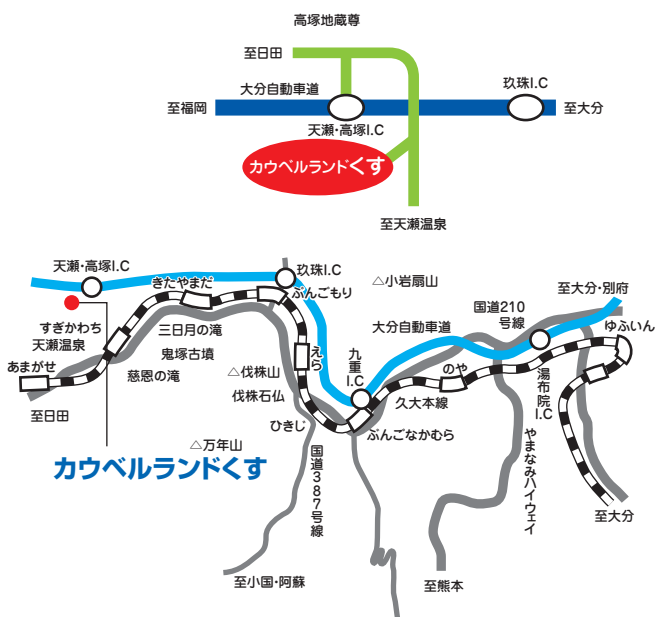 高塚地蔵尊
至日田
大分自動車道
玖珠I.C
至福岡
至大分
天瀬・高塚I.C
カウベルランドくす
至天瀬温泉
天瀬・高塚I.C
きたやまだ
玖珠I.C
ぶんごもり
△小岩扇山
至大分・別府
国道210
号線
ゆふいん
大分自動車道
すぎかわち
天瀬温泉
三日月の滝
あまがせ
鬼塚古墳
慈恩の滝
えら
九重
I.C
のや
湯布院
I.C
△伐株山
伐株石仏
久大本線
至日田
ひきじ
ぶんごなかむら
△万年山
カウベルランドくす
国道387号線
やまなみハイウェイ
至大分
至小国・阿蘇
至熊本